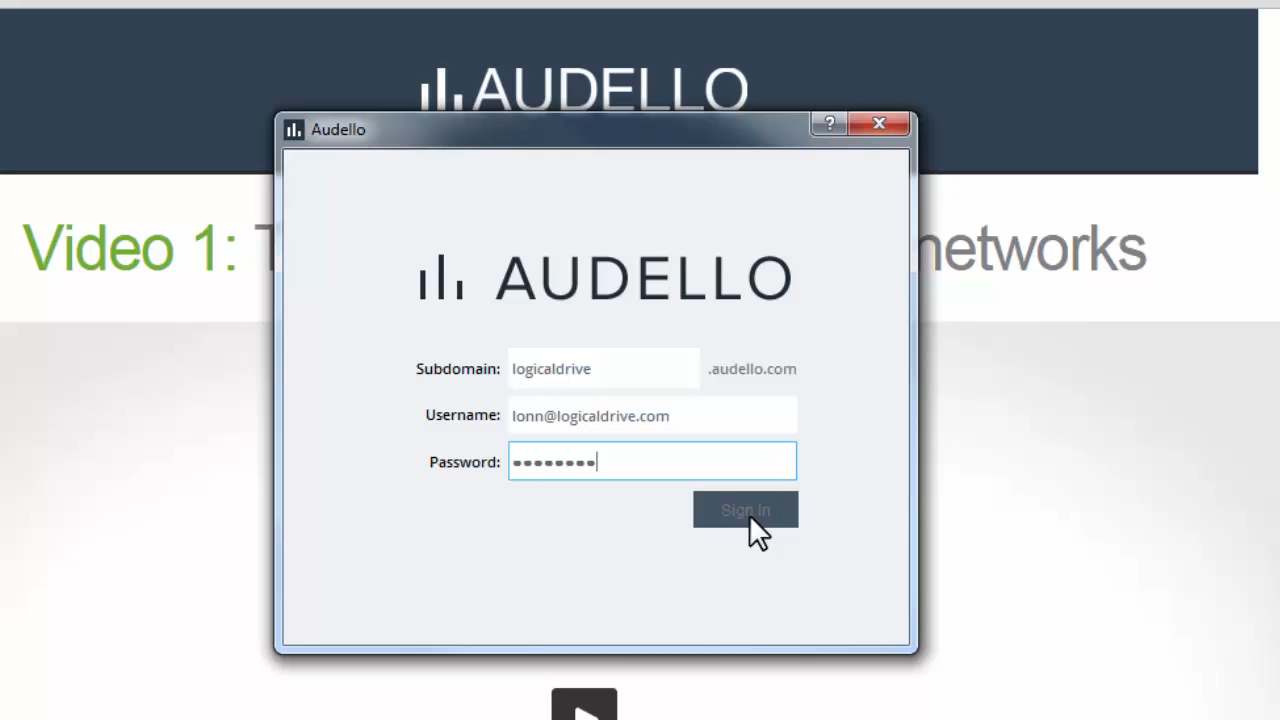 AUDELLO
? 
Audello
Video 1: networks
AUDELLO
Subdomain: logicaldrive .audello.com
Username: lonn@logicaldrive.com
Password:
Sign In